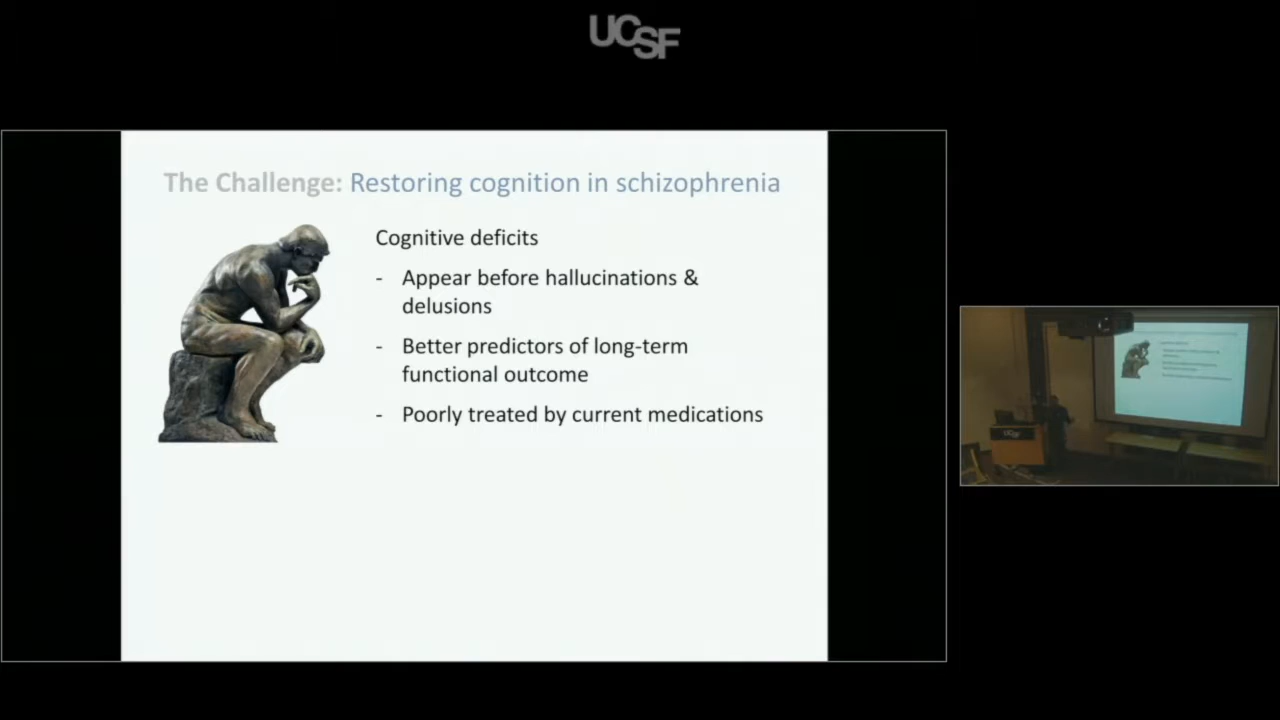 UCSF
The Challenge: Restoring cognition in schizophrenia
Cognitive deficits
- Appear before hallucinations &
delusions
- Better predictors of long-term
functional outcome
- Poorly treated by current medications
UCSF